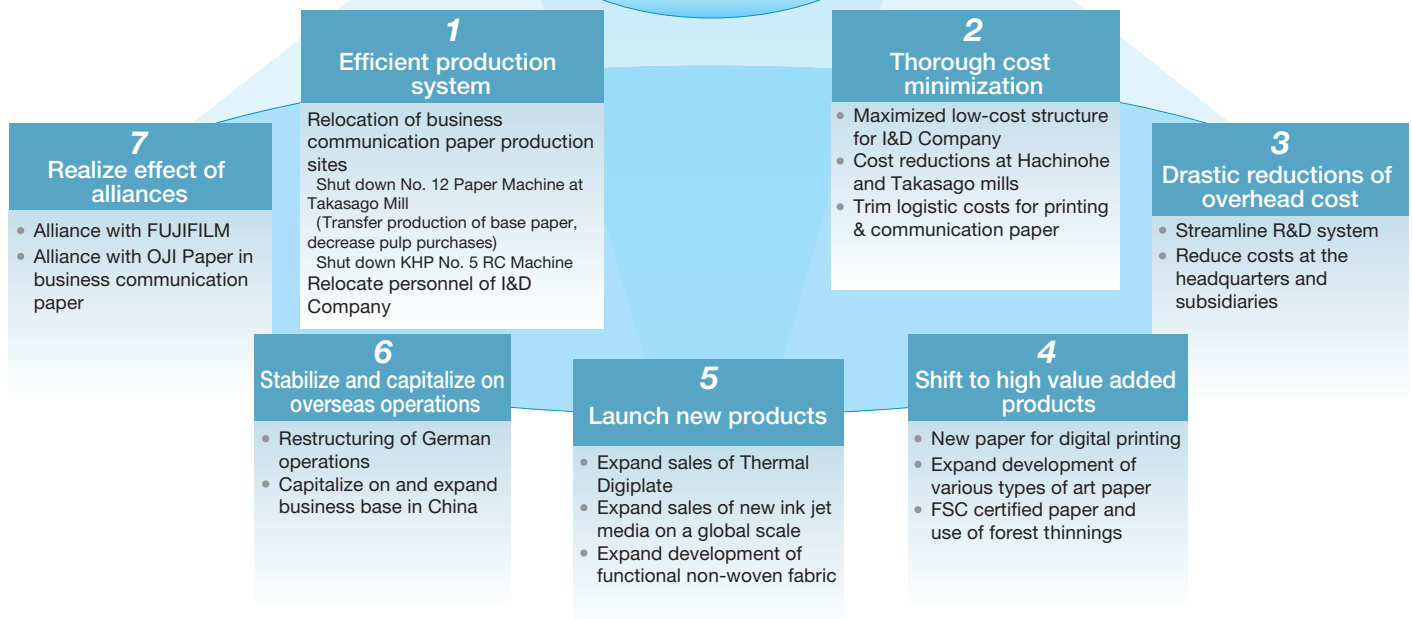 1
Efficient production
system
Relocation of business
communication paper production
sites
Shut down No. 12 Paper Machine at
Takasago Mill
(Transfer production of base paper,
decrease pulp purchases)
Shut down KHP No. 5 RC Machine
Relocate personnel of I&D
Company
2
Thorough cost
minimization
• Maximized low-cost structure
for I&D Company
• Cost reductions at Hachinohe
and Takasago mills
• Trim logistic costs for printing
& communication paper
3
Drastic reductions of
overhead cost
• Streamline R&D system
• Reduce costs at the
headquarters and
subsidiaries
4
Shift to high value added
products
• New paper for digital printing
• Expand development of
various types of art paper
• FSC certified paper and
use of forest thinnings
5
Launch new products
• Expand sales of Thermal
Digiplate
• Expand sales of new ink jet
media on a global scale
• Expand development of
functional non-woven fabric
6
Stabilize and capitalize on
overseas operations
• Restructuring of German
operations
• Capitalize on and expand
business base in China
7
Realize effect of
alliances
• Alliance with FUJIFILM
• Alliance with OJI Paper in
business communication
paper